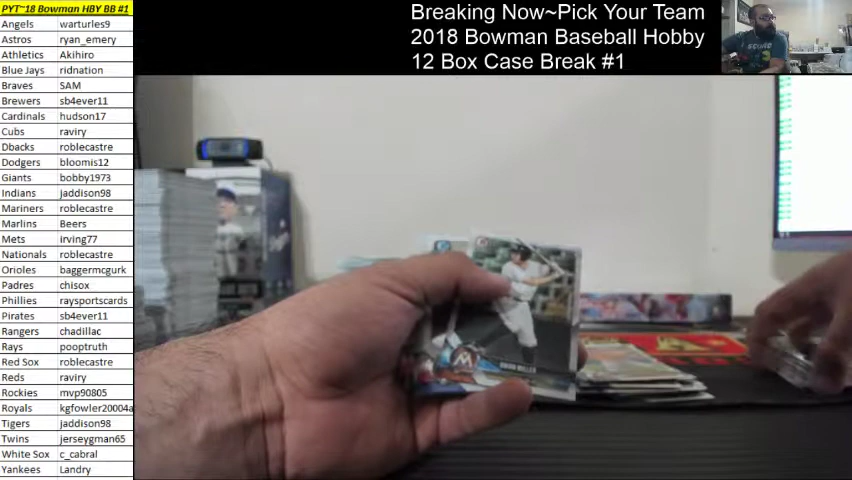 PYT~18 Bowman HBY BB #1
Angels warturles9
Astros ryan_emery
Athletics Akihiro
Blue Jays ridnation
Braves SAM
Brewers sb4ever11
Cardinals hudson17
Cubs raviry
Dbacks roblecastre
Dodgers bloomis12
Giants bobby1973
Indians jaddison98
Mariners roblecastre
Marlins Beers
Mets irving77
Nationals roblecastre
Orioles baggermcgurk
Padres chisox
Phillies raysportscards
Pirates sb4ever11
Rangers chadillac
Rays pooptruth
Red Sox roblecastre
Reds raviry
Rockies mvp90805
Royals kgfowler20004a
Tigers jaddison98
Twins jerseygman65
White Sox c_cabral
Yankees Landry
Breaking Now~Pick Your Team
2018 Bowman Baseball Hobby
12 Box Case Break #1
BRIAN MILLER